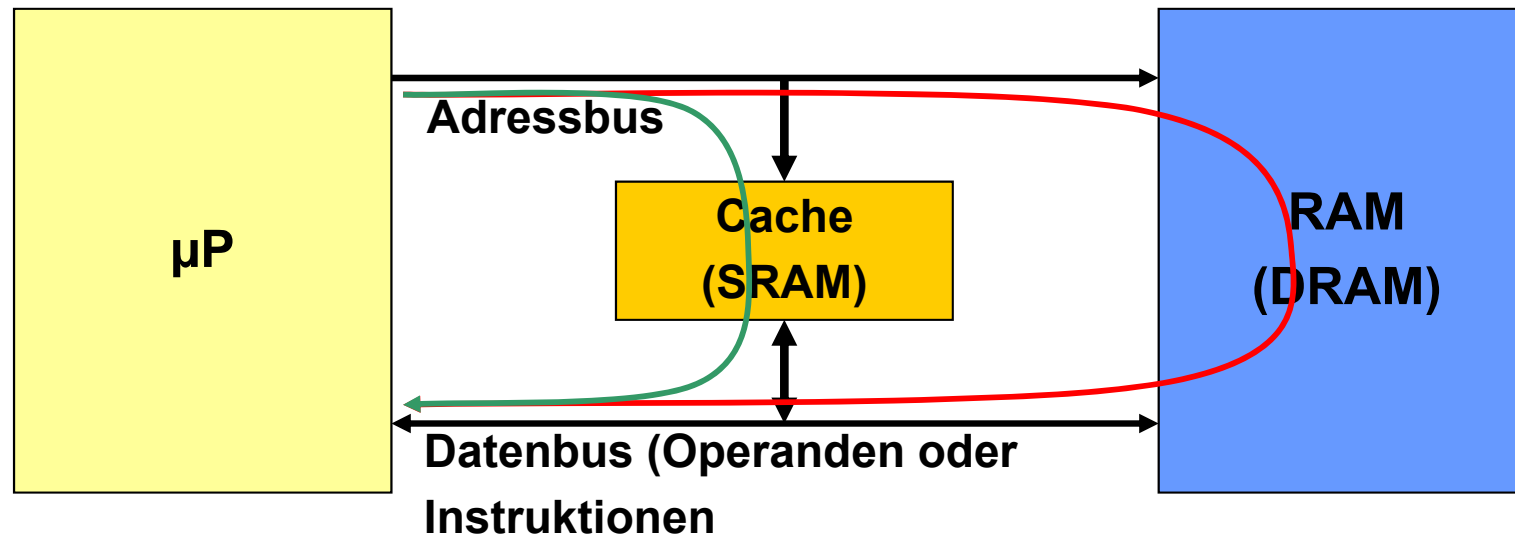 µP
Adressbus
Cache
(SRAM)
RAM
(DRAM)
Datenbus (Operanden oder
Instruktionen